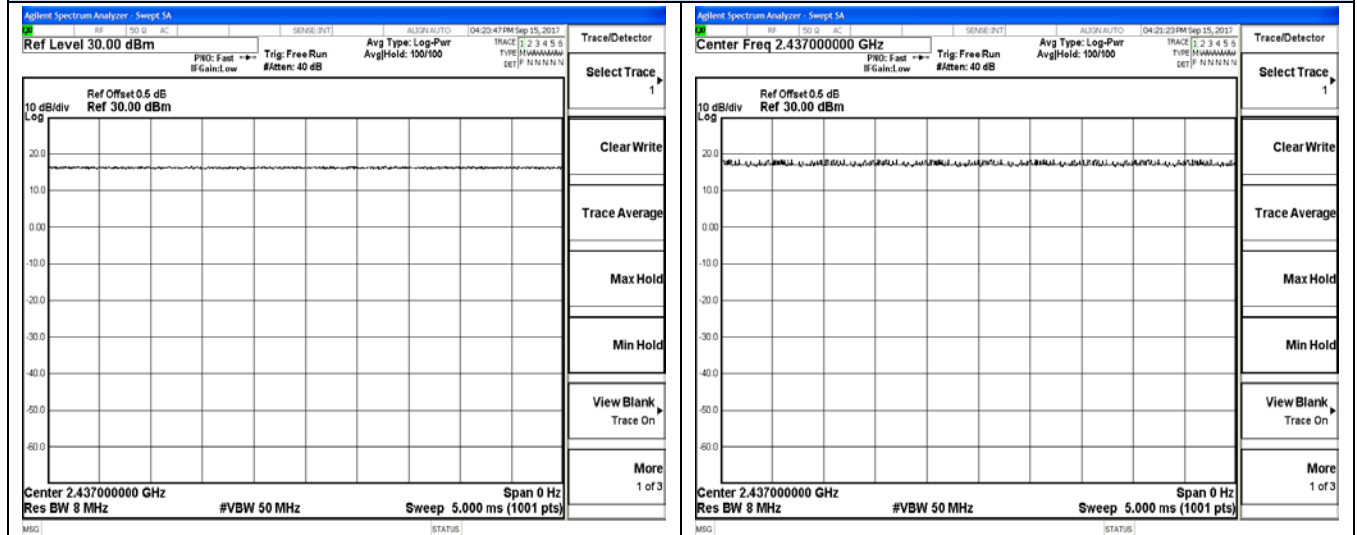 Agilent Spectrum Analyzer - Swept SA
RF 50 Ω AC SENSE:INT ALIGN AUTO 04:20:47 PM Sep 15, 2017
Ref Level 30.00 dBm
PNO: Fast
IFGain:Low
Trig: Free Run
#Atten: 40 dB
Avg Type: Log-Pwr
Avg|Hold: 100/100
TRACE 1 2 3 4 5 6
TYPE MWWWWW
DET P N N N N N
Trace/Detector
Select Trace
1
Ref Offset 0.5 dB
10 dB/div Ref 30.00 dBm
Log
20.0
10.0
0.00
-10.0
-20.0
-30.0
-40.0
-50.0
-60.0
Clear Write
Trace Average
Max Hold
Min Hold
View Blank
Trace On
More
1 of 3
Center 2.437000000 GHz Span 0 Hz
Res BW 8 MHz #VBW 50 MHz Sweep 5.000 ms (1001 pts)
MSG STATUS
Agilent Spectrum Analyzer - Swept SA
RF 50 Ω AC SENSE:INT ALIGN AUTO 04:21:23 PM Sep 15, 2017
Center Freq 2.437000000 GHz
PNO: Fast
IFGain:Low
Trig: Free Run
#Atten: 40 dB
Avg Type: Log-Pwr
Avg|Hold: 100/100
TRACE 1 2 3 4 5 6
TYPE MWWWWW
DET P N N N N N
Trace/Detector
Select Trace
1
Ref Offset 0.5 dB
10 dB/div Ref 30.00 dBm
Log
20.0
10.0
0.00
-10.0
-20.0
-30.0
-40.0
-50.0
-60.0
Clear Write
Trace Average
Max Hold
Min Hold
View Blank
Trace On
More
1 of 3
Center 2.437000000 GHz Span 0 Hz
Res BW 8 MHz #VBW 50 MHz Sweep 5.000 ms (1001 pts)
MSG STATUS